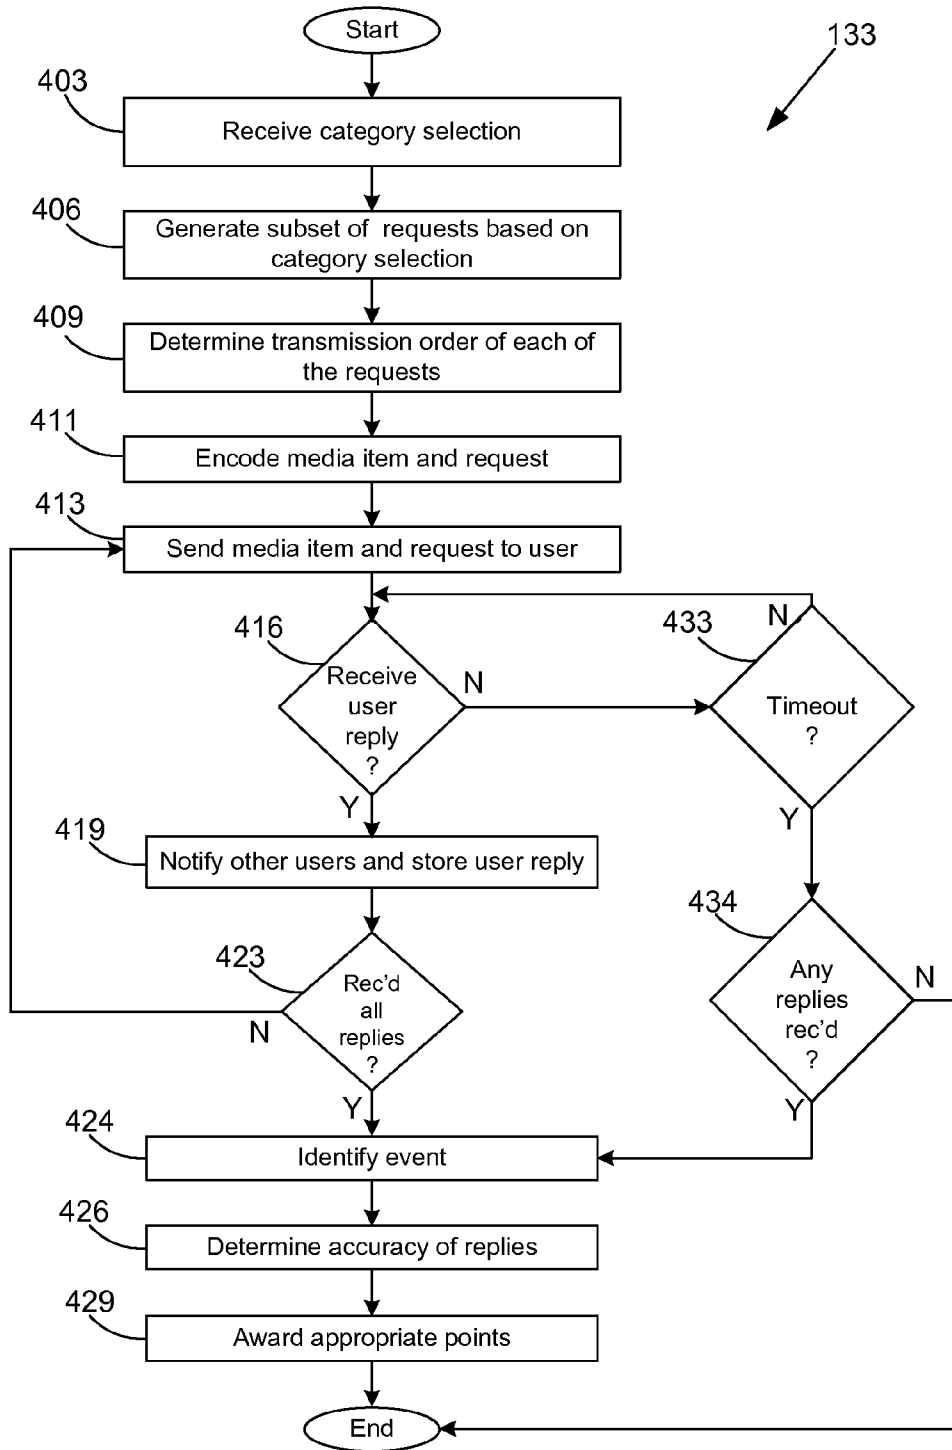 Start
133
403
Receive category selection
406
Generate subset of requests based on
category selection
409
Determine transmission order of each of
the requests
411
Encode media item and request
413
Send media item and request to user
416
Receive
user
reply
?
N
Y
433
N
Timeout
?
Y
419
Notify other users and store user reply
434
Any
replies
rec'd
?
N
Y
423
Rec'd
all
replies
?
N
Y
424
Identify event
426
Determine accuracy of replies
429
Award appropriate points
End